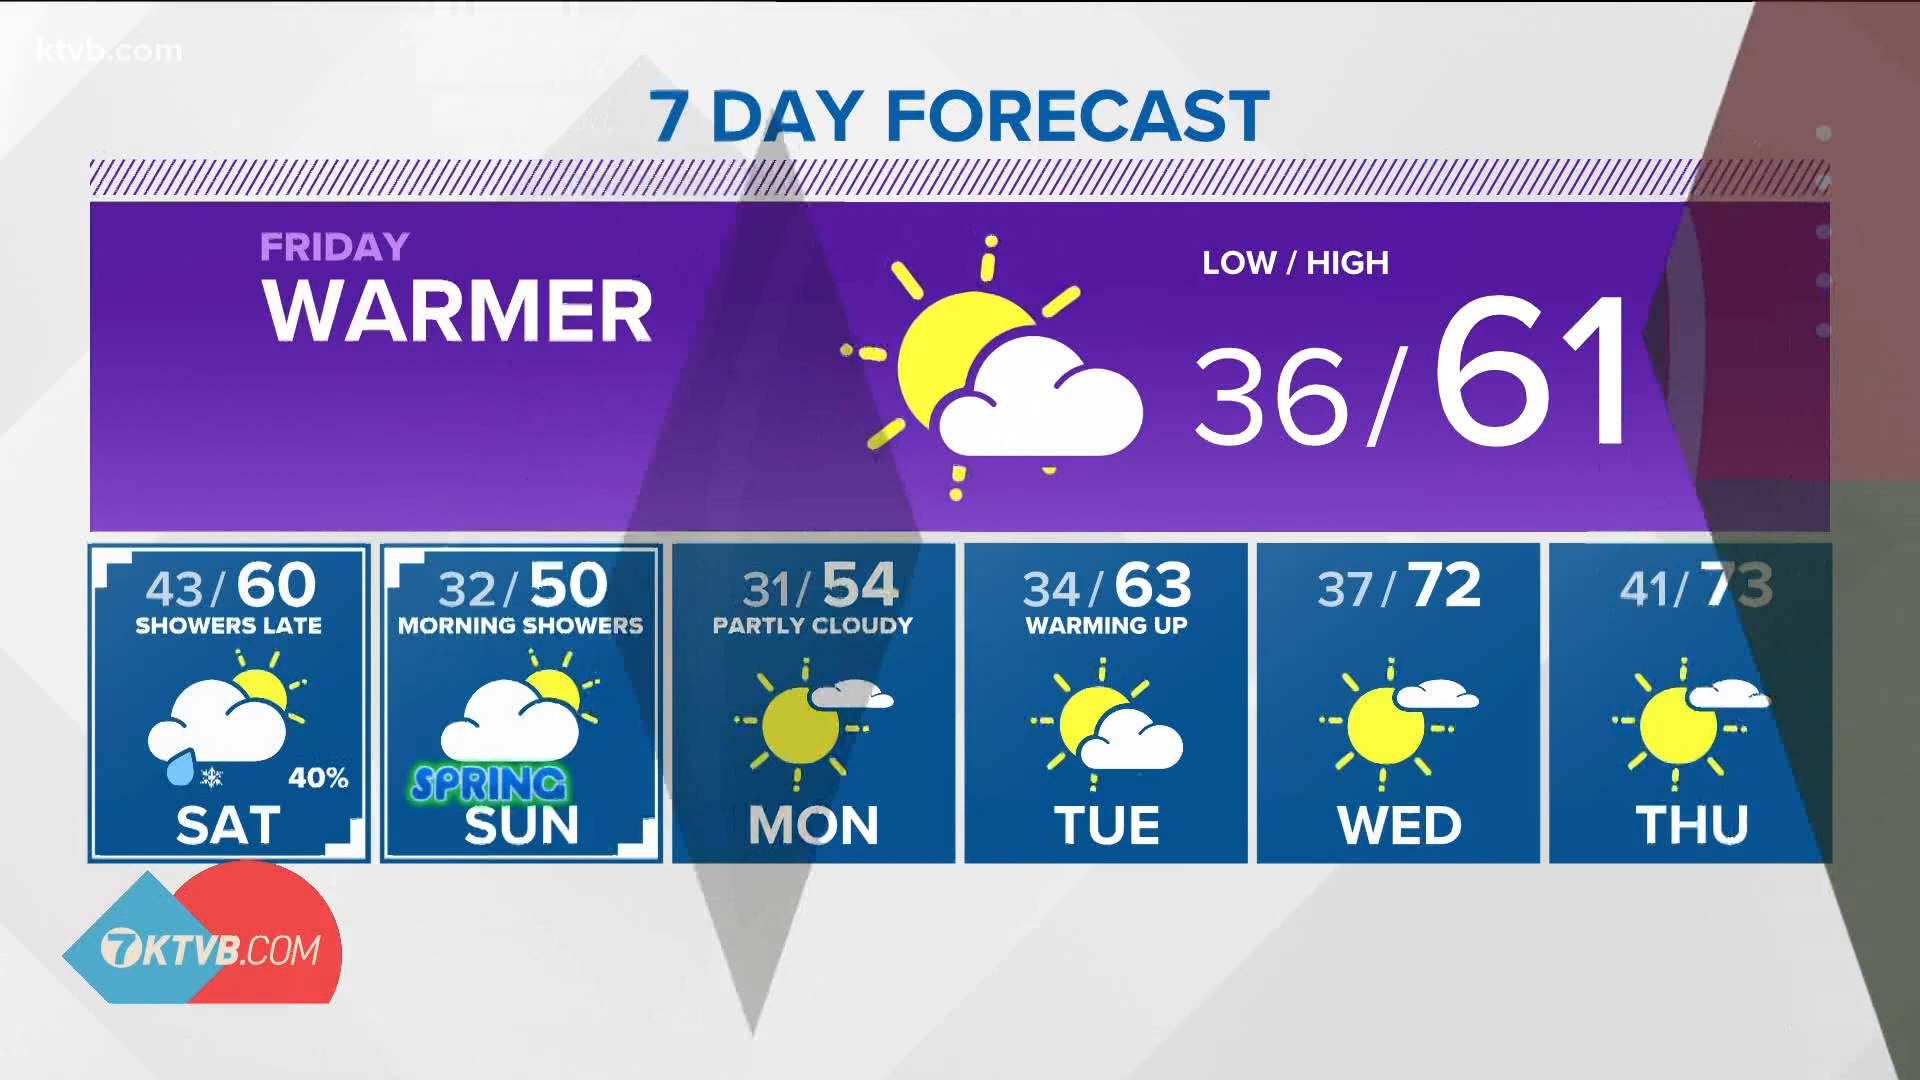 ktvb.com
7 DAY FORECAST
FRIDAY
WARMER
LOW / HIGH
36/61
43/60
SHOWERS LATE
40%
SAT
32/50
MORNING SHOWERS
SPRING
SUN
31/54
PARTLY CLOUDY
MON
34/63
WARMING UP
TUE
37/72
WED
41/73
THU
7KTVB.COM